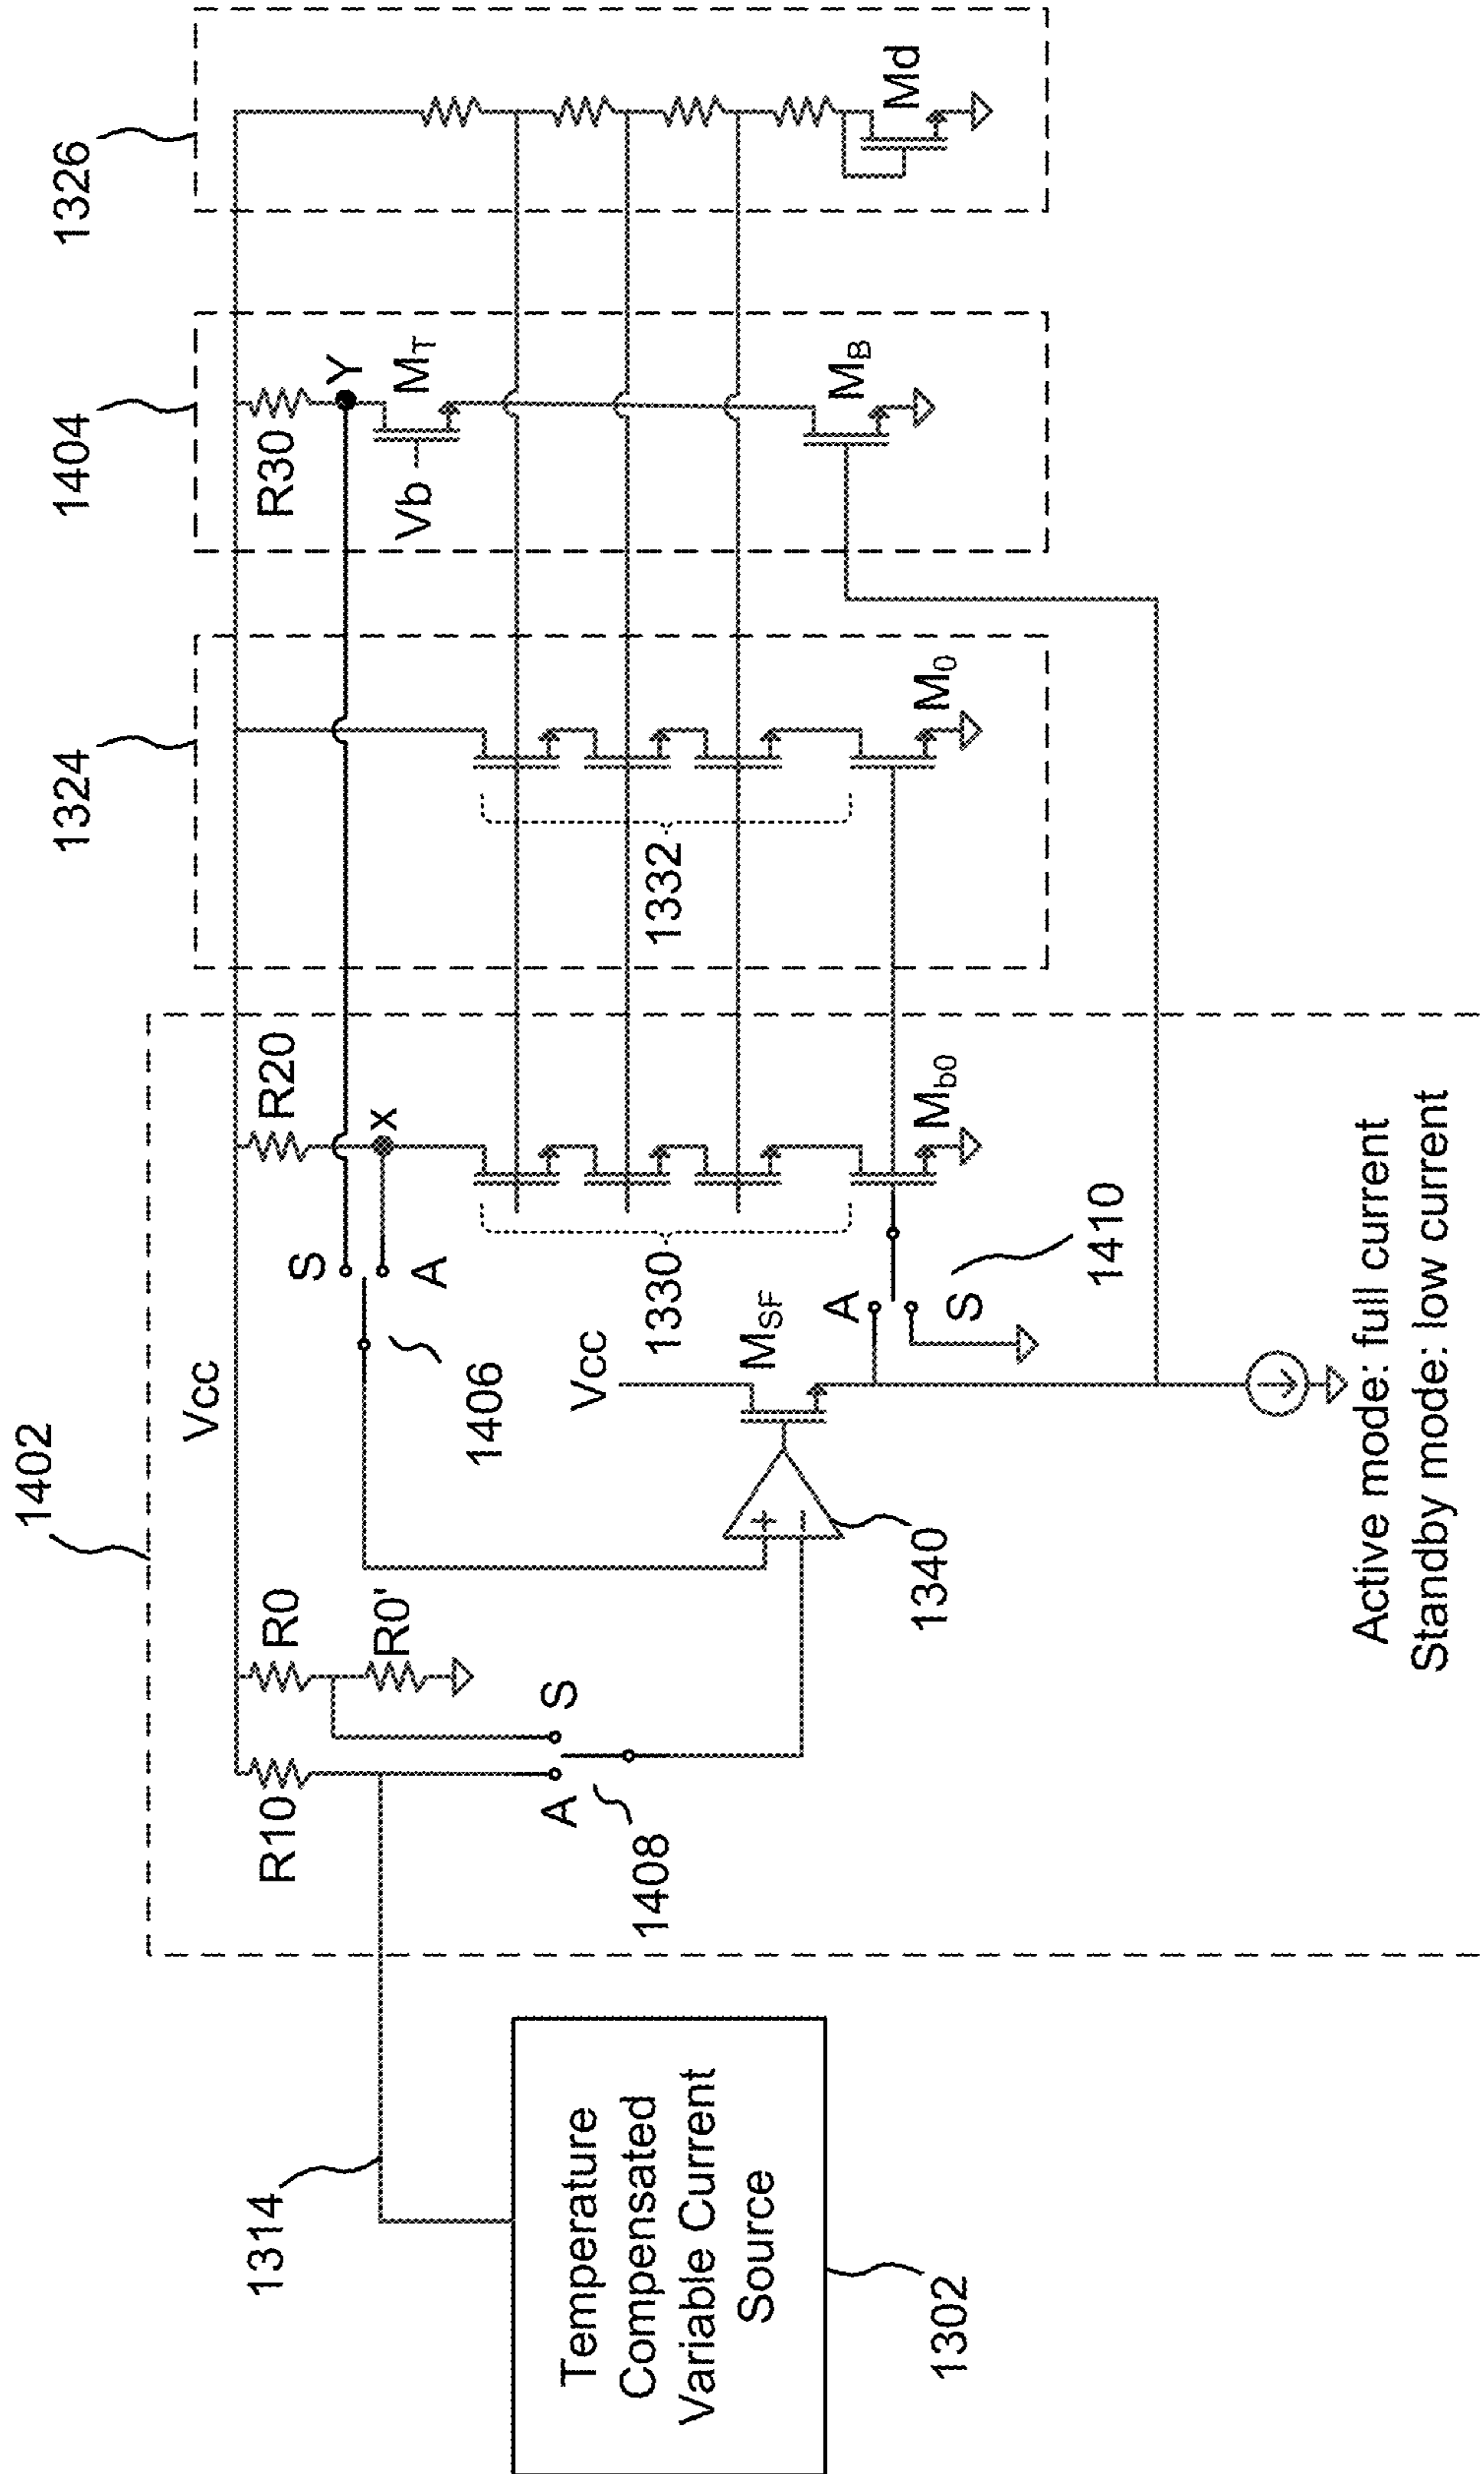 1402
1324
1404
1326
Vcc
R10
R0
R0'
R20
R30
S
A
x
Y
1406
1408
A
S
1314
Temperature
Compensated
Variable Current
Source
1302
1340
Vcc
MSF
1330
1332
A
S
1410
Mb0
M0
Vb
MT
MB
Md
Active mode: full current
Standby mode: low current
+
−